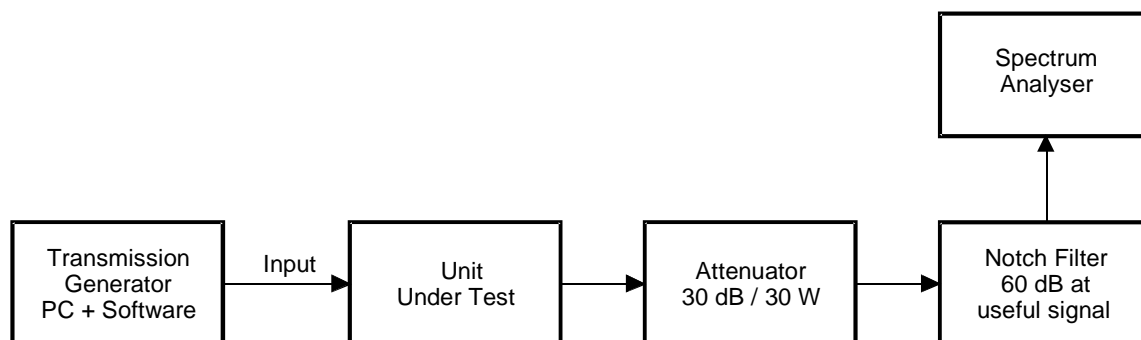 Spectrum
Analyser
Transmission
Generator
PC + Software
Input
Unit
Under Test
Attenuator
30 dB / 30 W
Notch Filter
60 dB at
useful signal